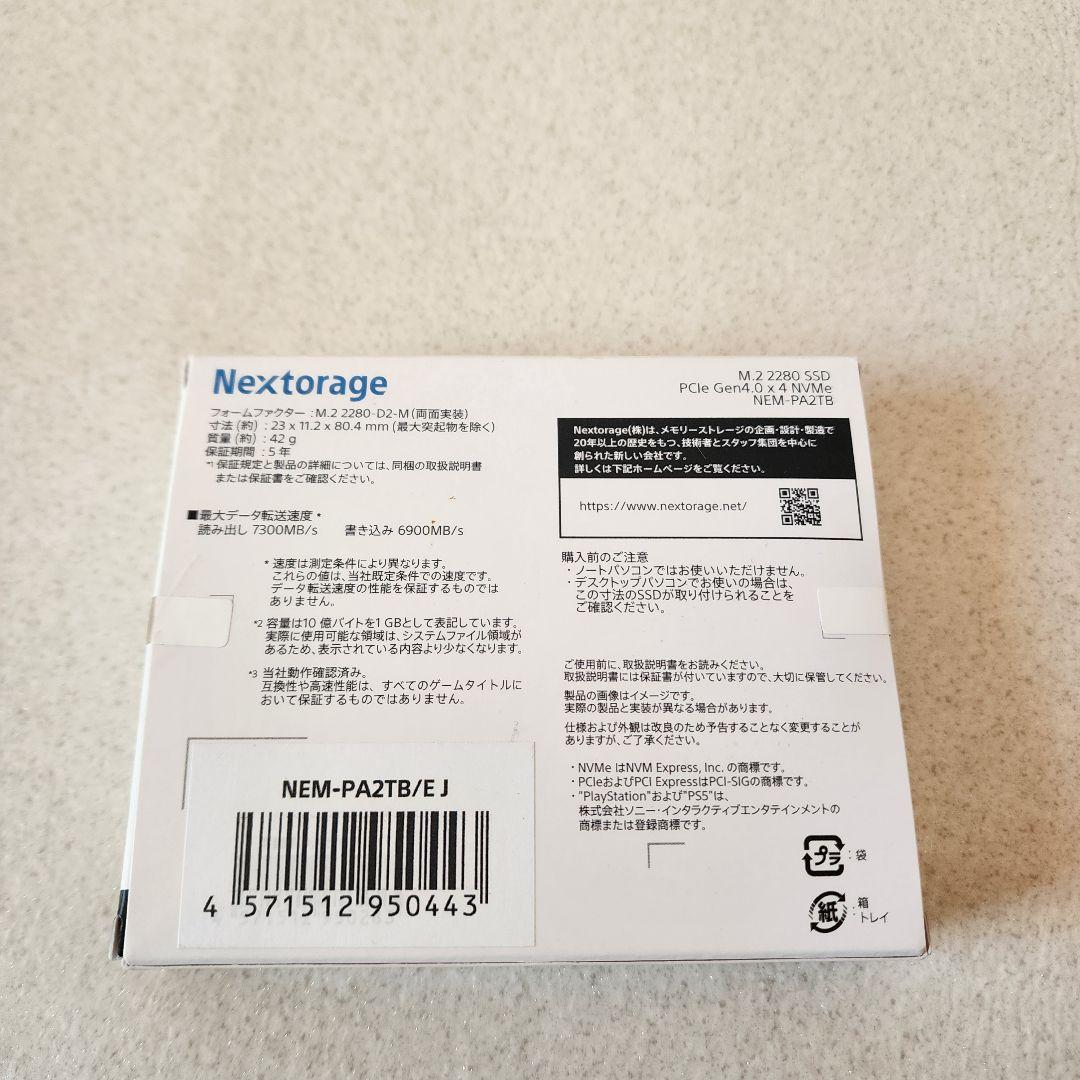 Nextorage
フォームファクター : M.2 2280-D2-M (両面実装)
寸法 (約) : 23 x 11.2 x 80.4 mm (最大突起物を除く)
質量 (約) : 42 g
保証期間 : 5 年
*1 保証規定と製品の詳細については、同梱の取扱説明書
または保証書をご確認ください。
■最大データ転送速度 *
読み出し 7300MB/s 書き込み 6900MB/s
* 速度は測定条件により異なります。
これらの値は、当社既定条件での速度です。
データ転送速度の性能を保証するものでは
ありません。
*2 容量は10 億バイトを1 GBとして表記しています。
実際に使用可能な領域は、システムファイル領域が
あるため、表示されている内容より少なくなります。
*3 当社動作確認済み。
互換性や高速性能は、すべてのゲームタイトルに
おいて保証するものではありません。
NEM-PA2TB/E J
4 571512 950443
M.2 2280 SSD
PCIe Gen4.0 x 4 NVMe
NEM-PA2TB
Nextorage(株)は、メモリーストレージの企画・設計・製造で
20年以上の歴史をもつ、技術者とスタッフ集団を中心に
創られた新しい会社です。
詳しくは下記ホームページをご覧ください。
https://www.nextorage.net/
購入前のご注意
・ノートパソコンではお使いいただけません。
・デスクトップパソコンでお使いの場合は、
この寸法のSSDが取り付けられることを
ご確認ください。
ご使用前に、取扱説明書をお読みください。
取扱説明書には保証書が付いていますので、大切に保管してください。
製品の画像はイメージです。
実際の製品と実装が異なる場合があります。
仕様および外観は改良のため予告することなく変更することが
ありますが、ご了承ください。
・NVMe はNVM Express, Inc. の商標です。
・PCIeおよびPCI ExpressはPCI-SIGの商標です。
・"PlayStation"および"PS5"は、
株式会社ソニー・インタラクティブエンタテインメントの
商標または登録商標です。
プラ : 袋
紙 : 箱
トレイ